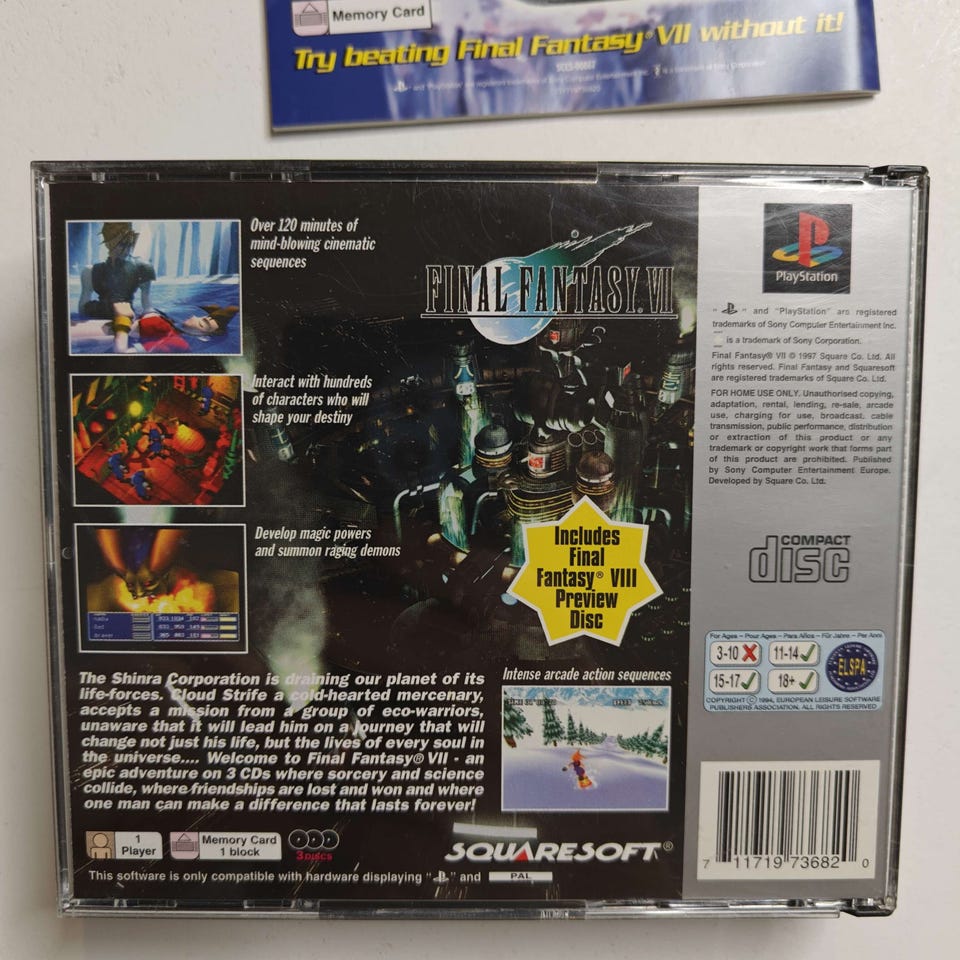 Memory Card
Try beating Final Fantasy® VII without it!
SCES-00867
Over 120 minutes of
mind-blowing cinematic
sequences
FINAL FANTASY. VII
Interact with hundreds
of characters who will
shape your destiny
Develop magic powers
and summon raging demons
Includes
Final
Fantasy® VIII
Preview
Disc
The Shinra Corporation is draining our planet of its
life-forces. Cloud Strife a cold-hearted mercenary,
accepts a mission from a group of eco-warriors,
unaware that it will lead him on a journey that will
change not just his life, but the lives of every soul in
the universe.... Welcome to Final Fantasy® VII - an
epic adventure on 3 CDs where sorcery and science
collide, where friendships are lost and won and where
one man can make a difference that lasts forever!
Intense arcade action sequences
1
Player
Memory Card
1 block
3 Discs
SQUARESOFT®
This software is only compatible with hardware displaying " " and PAL
PlayStation
" " and "PlayStation" are registered
trademarks of Sony Computer Entertainment Inc.
is a trademark of Sony Corporation.
Final Fantasy® VII © 1997 Square Co. Ltd. All
rights reserved. Final Fantasy and Squaresoft
are registered trademarks of Square Co. Ltd.
FOR HOME USE ONLY. Unauthorised copying,
adaptation, rental, lending, re-sale, arcade
use, charging for use, broadcast, cable
transmission, public performance, distribution
or extraction of this product or any
trademark or copyright work that forms part
of this product are prohibited. Published
by Sony Computer Entertainment Europe.
Developed by Square Co. Ltd.
COMPACT
disc
For Ages - Pour Ages - Para Años - Für Jahre - Per Anni
3-10 11-14
15-17 18+
ELSPA
COPYRIGHT © 1994, EUROPEAN LEISURE SOFTWARE
PUBLISHERS ASSOCIATION, ALL RIGHTS RESERVED
7 11719 73682 0